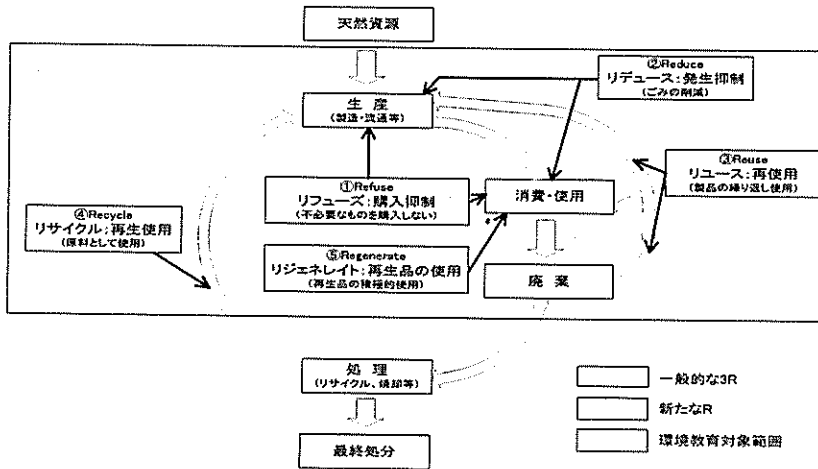 天然資源
②Reduce
リデュース：発生抑制
（ごみの削減）
生 産
（製造・流通等）
③Reuse
リユース：再使用
（製品の繰り返し使用）
①Refuse
リフューズ：購入抑制
（不必要なものを購入しない）
消費・使用
④Recycle
リサイクル：再生使用
（原料として使用）
⑤Regenerate
リジェネレイト：再生品の使用
（再生品の積極的使用）
廃 棄
処 理
（リサイクル、焼却等）
最終処分
一般的な3R
新たなR
環境教育対象範囲